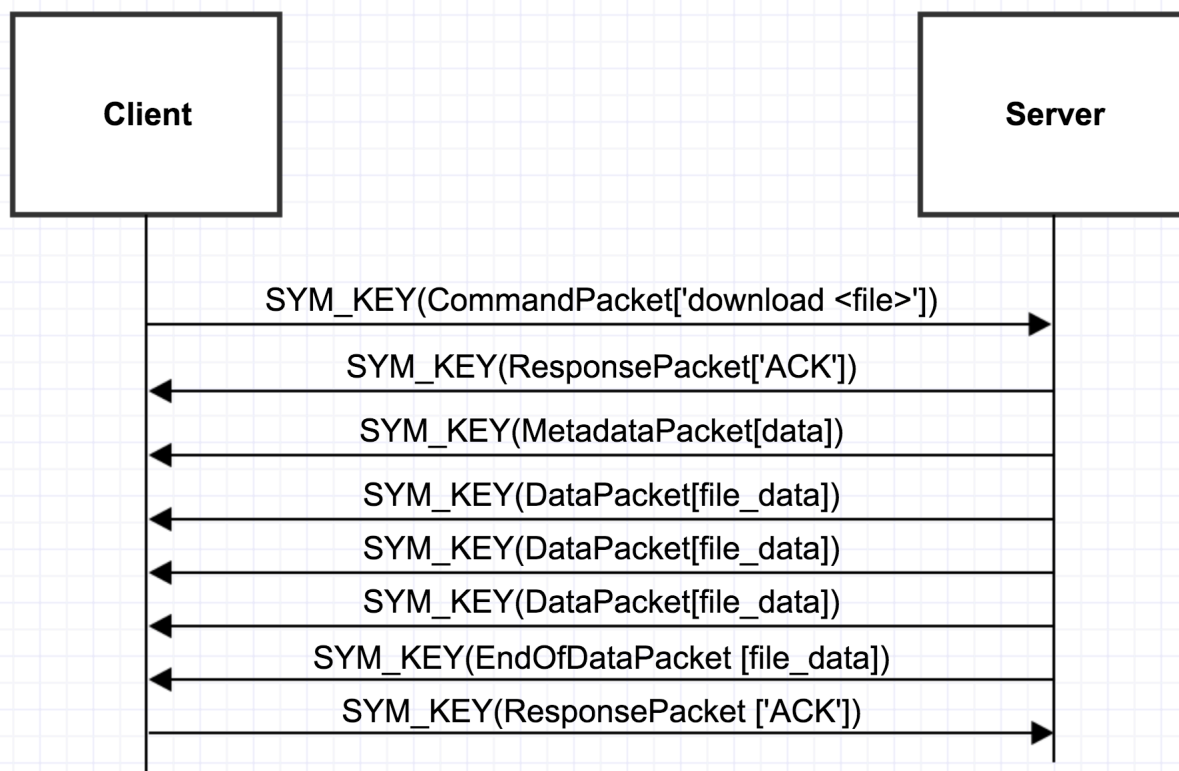 Client
Server
SYM_KEY(CommandPacket['download <file>'])
SYM_KEY(ResponsePacket['ACK'])
SYM_KEY(MetadataPacket[data])
SYM_KEY(DataPacket[file_data])
SYM_KEY(DataPacket[file_data])
SYM_KEY(DataPacket[file_data])
SYM_KEY(EndOfDataPacket [file_data])
SYM_KEY(ResponsePacket ['ACK'])